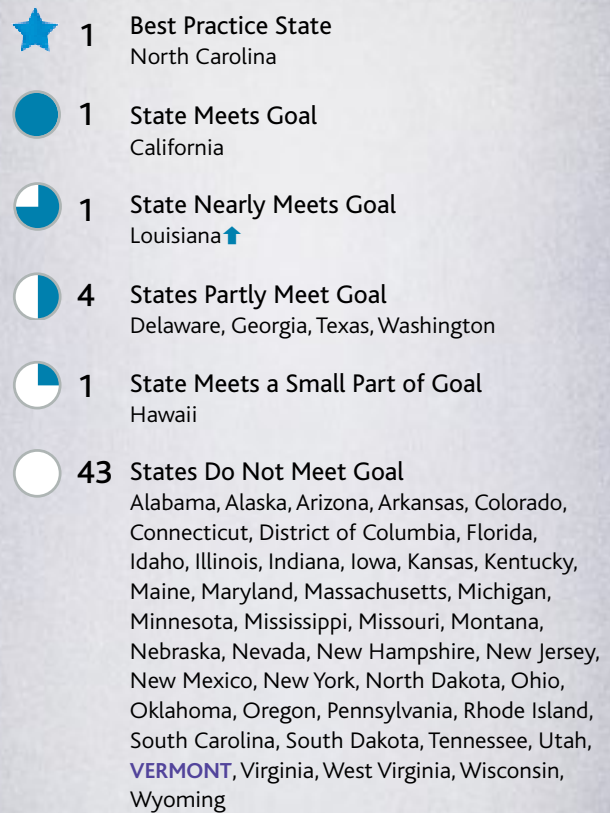 1 Best Practice State
North Carolina
1 State Meets Goal
California
1 State Nearly Meets Goal
Louisiana
4 States Partly Meet Goal
Delaware, Georgia, Texas, Washington
1 State Meets a Small Part of Goal
Hawaii
43 States Do Not Meet Goal
Alabama, Alaska, Arizona, Arkansas, Colorado,
Connecticut, District of Columbia, Florida,
Idaho, Illinois, Indiana, Iowa, Kansas, Kentucky,
Maine, Maryland, Massachusetts, Michigan,
Minnesota, Mississippi, Missouri, Montana,
Nebraska, Nevada, New Hampshire, New Jersey,
New Mexico, New York, North Dakota, Ohio,
Oklahoma, Oregon, Pennsylvania, Rhode Island,
South Carolina, South Dakota, Tennessee, Utah,
VERMONT, Virginia, West Virginia, Wisconsin,
Wyoming